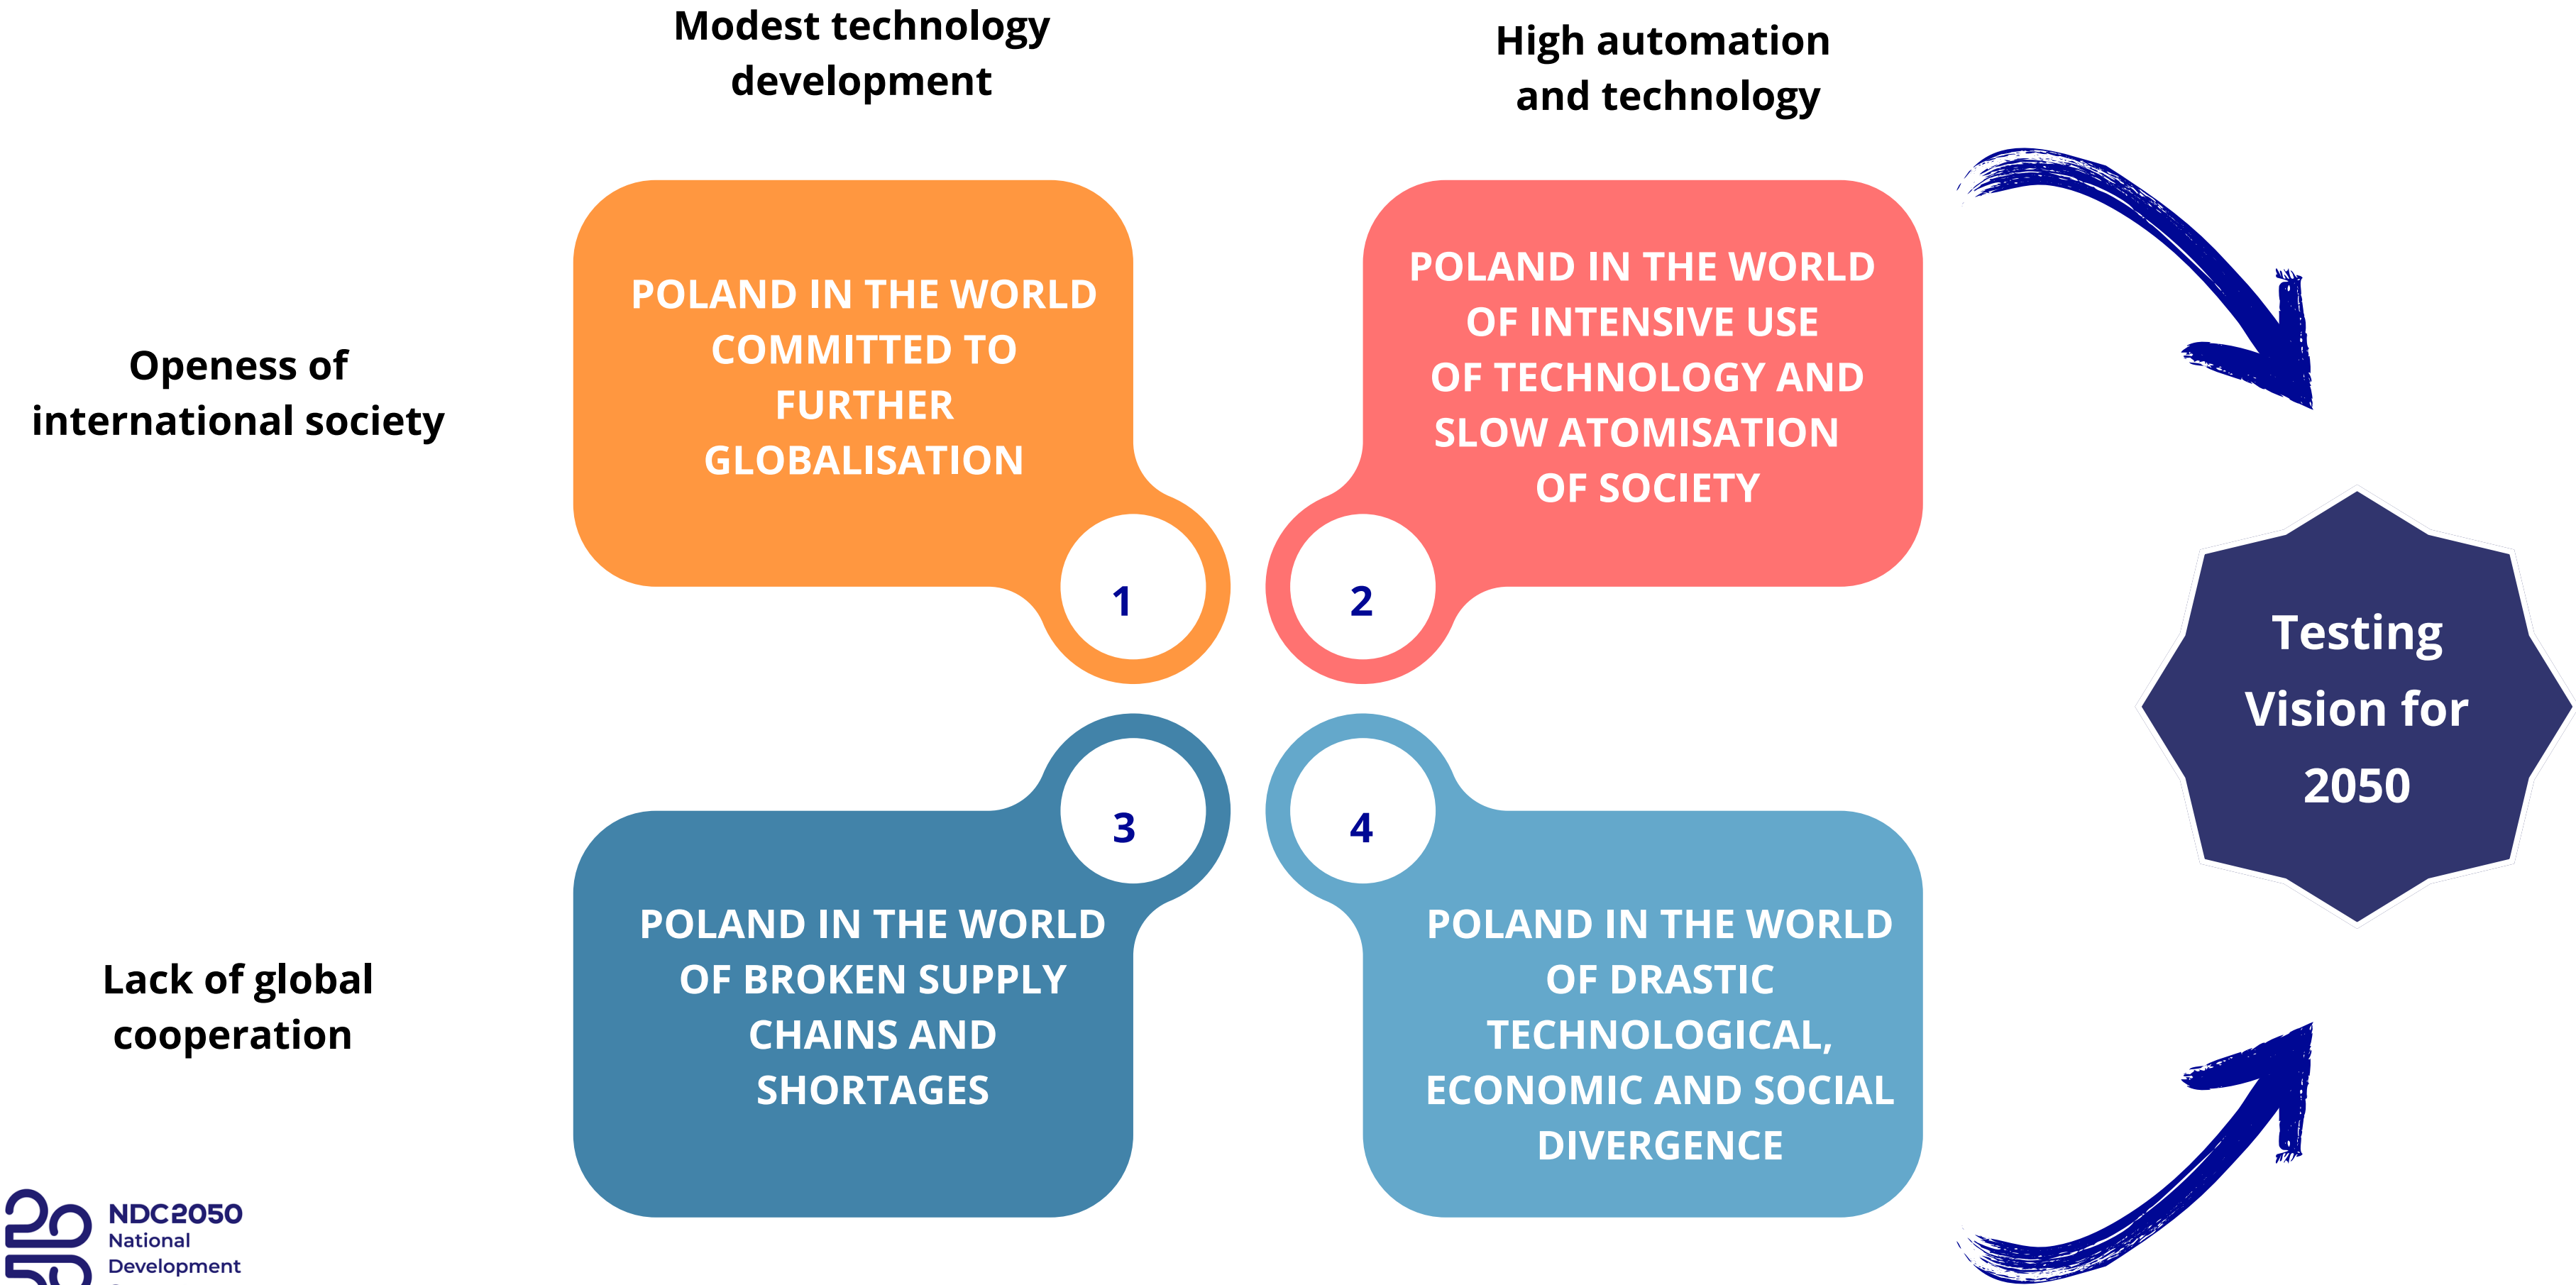 Modest technology
development
High automation
and technology
Openess of
international society
POLAND IN THE WORLD
COMMITTED TO
FURTHER
GLOBALISATION
1
POLAND IN THE WORLD
OF INTENSIVE USE
OF TECHNOLOGY AND
SLOW ATOMISATION
OF SOCIETY
2
Testing
Vision for
2050
Lack of global
cooperation
3
POLAND IN THE WORLD
OF BROKEN SUPPLY
CHAINS AND
SHORTAGES
4
POLAND IN THE WORLD
OF DRASTIC
TECHNOLOGICAL,
ECONOMIC AND SOCIAL
DIVERGENCE
NDC2050
National
Development